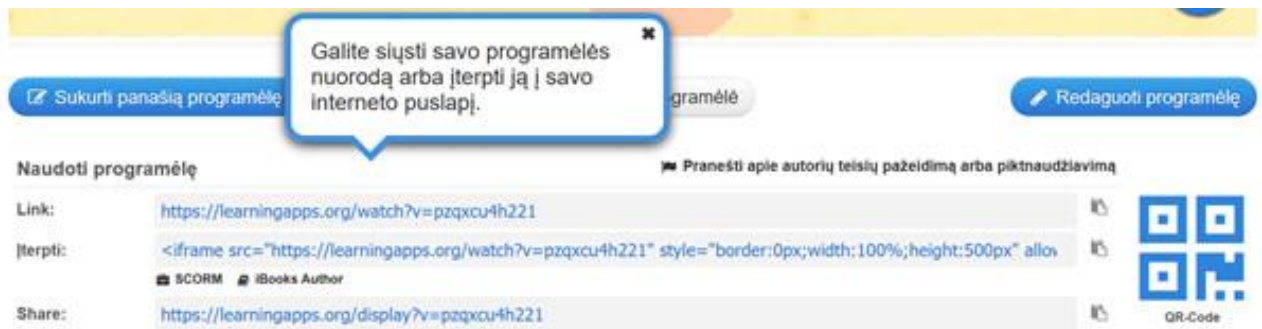 Galite siųsti savo programėlės
nuorodą arba įterpti ją į savo
interneto puslapį.
✖
Sukurti panašią programėlę
gramėlė
Redaguoti programėlę
Naudoti programėlę
Pranešti apie autorių teisių pažeidimą arba piktnaudžiavimą
Link:
https://learningapps.org/watch?v=pzqxcu4h221
Įterpti:
<iframe src="https://learningapps.org/watch?v=pzqxcu4h221" style="border:0px;width:100%;height:500px" allow
SCORM iBooks Author
Share:
https://learningapps.org/display?v=pzqxcu4h221
QR-Code